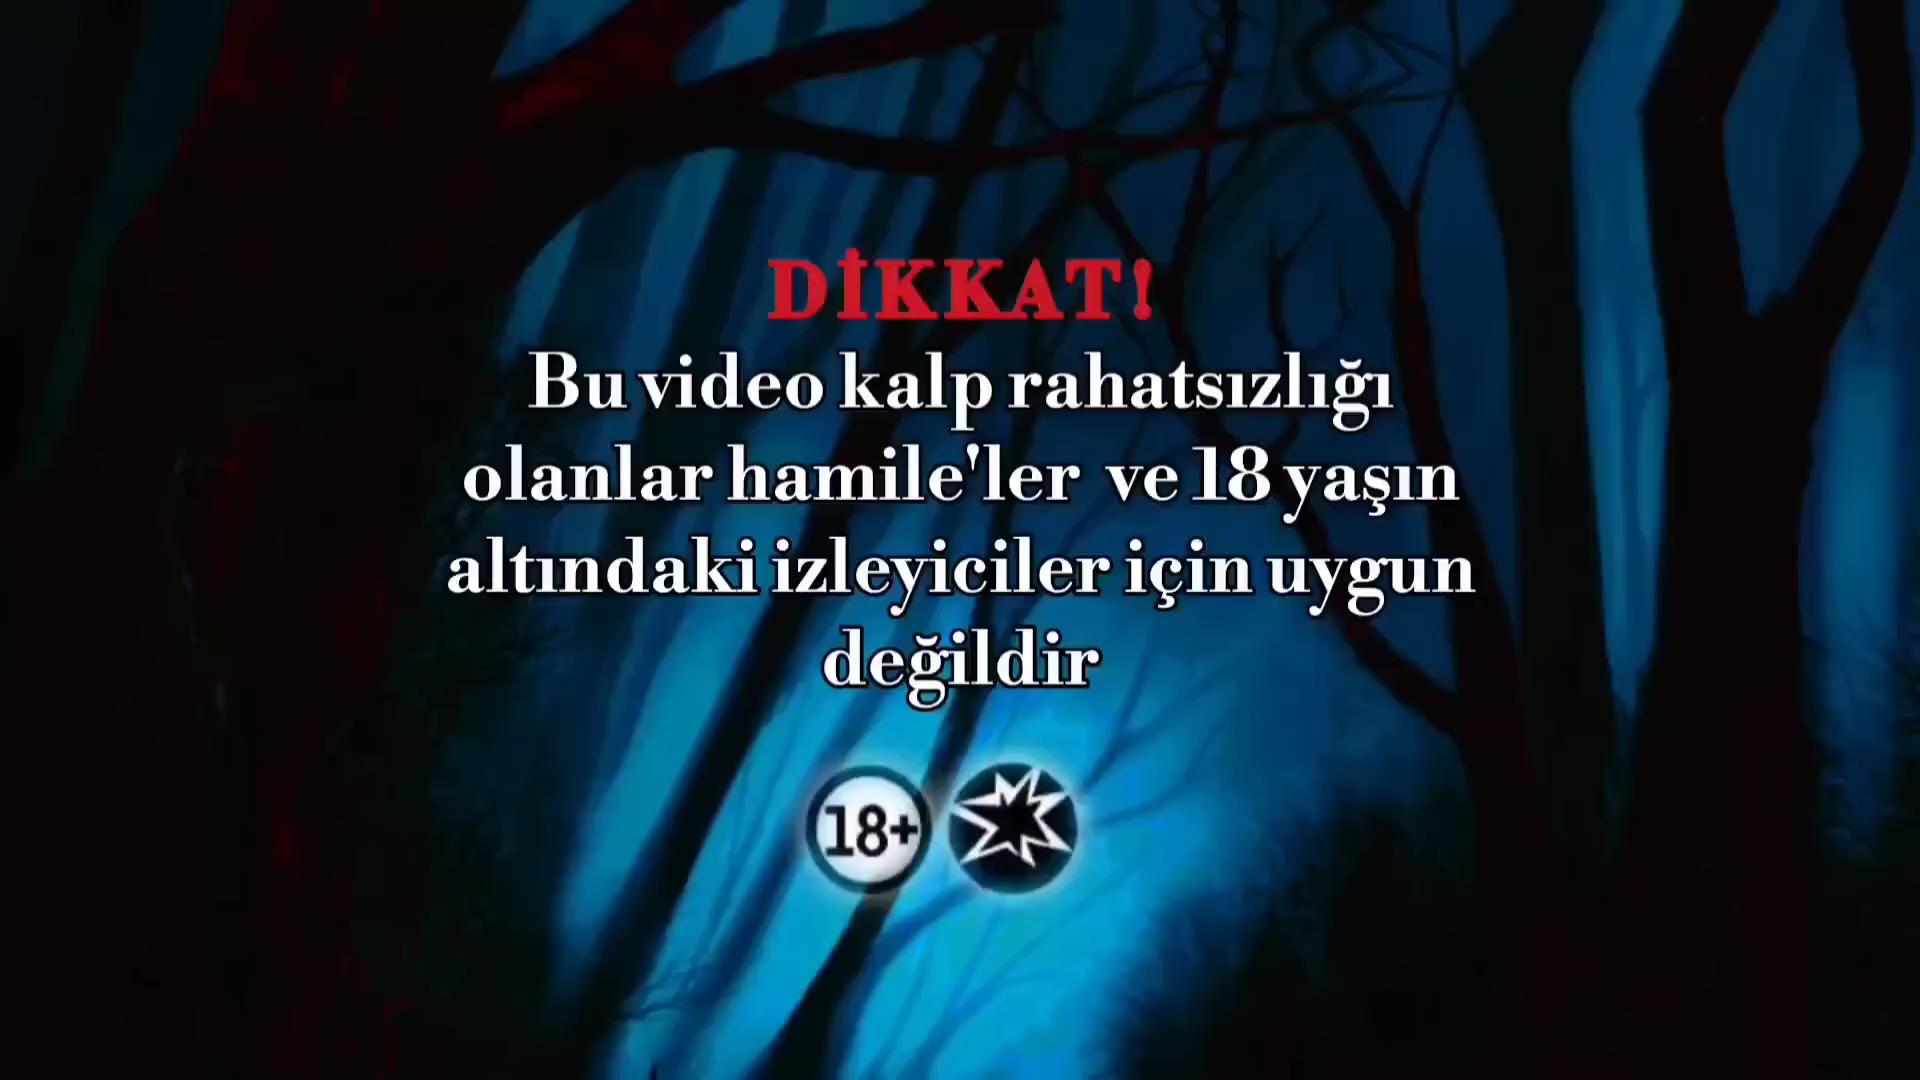 DİKKAT!
Bu video kalp rahatsızlığı
olanlar hamile'ler ve 18 yaşın
altındaki izleyiciler için uygun
değildir
18+